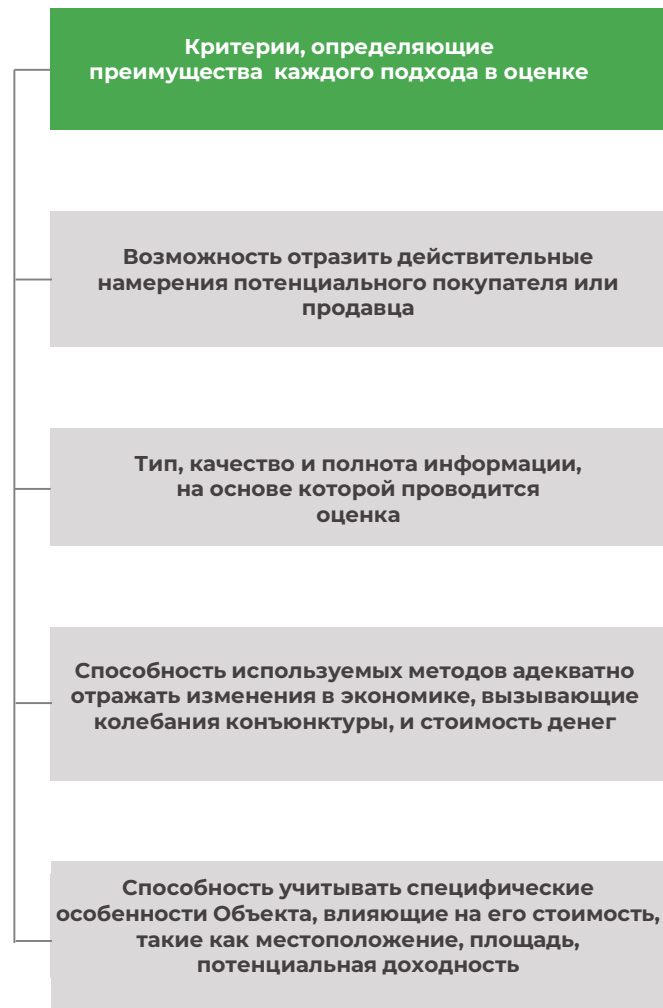 Критерии, определяющие
преимущества каждого подхода в оценке
Возможность отразить действительные
намерения потенциального покупателя или
продавца
Тип, качество и полнота информации,
на основе которой проводится
оценка
Способность используемых методов адекватно
отражать изменения в экономике, вызывающие
колебания конъюнктуры, и стоимость денег
Способность учитывать специфические
особенности Объекта, влияющие на его стоимость,
такие как местоположение, площадь,
потенциальная доходность